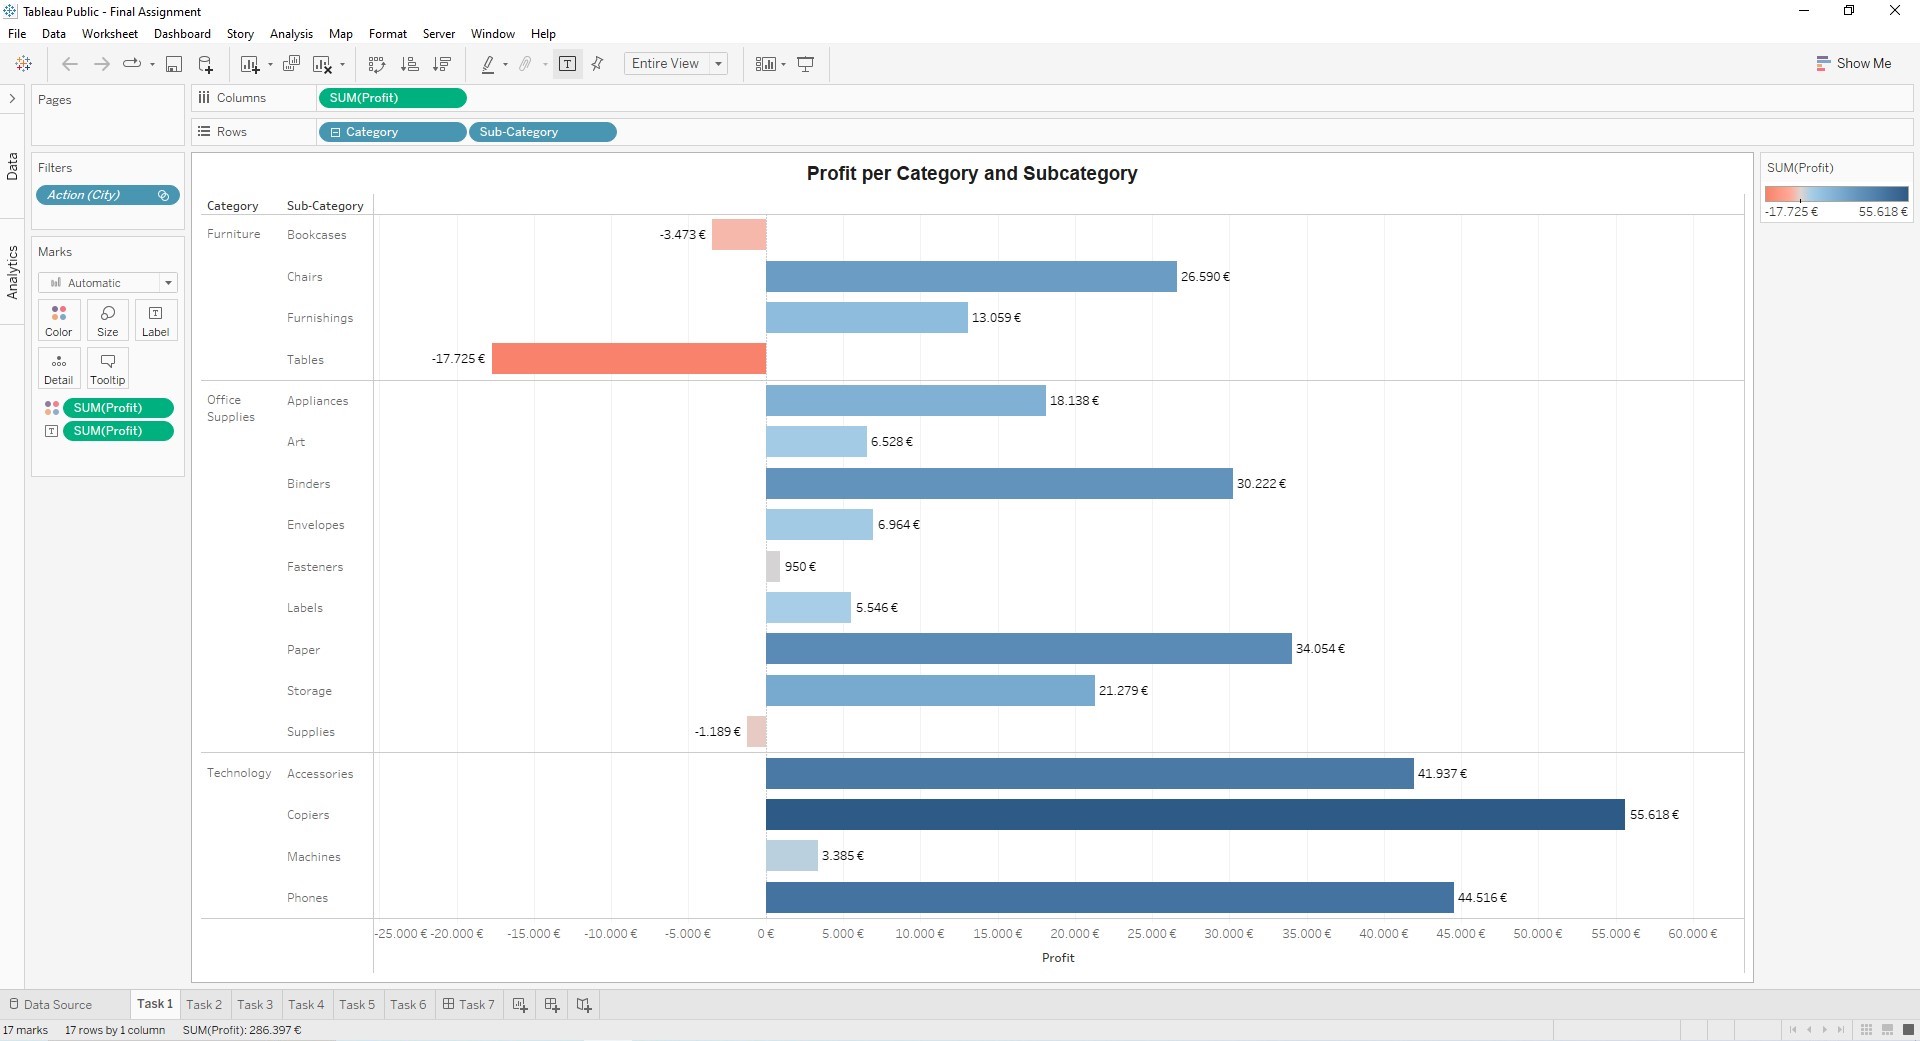 Tableau Public - Final Assignment
File Data Worksheet Dashboard Story Analysis Map Format Server Window Help
Entire View Show Me
Pages
Columns SUM(Profit)
Rows Category Sub-Category
Data
Analytics
Filters
Action (City)
Marks
Automatic
Color Size Label
Detail Tooltip
SUM(Profit)
SUM(Profit)
Profit per Category and Subcategory
Category Sub-Category
Furniture Bookcases -3.473 €
Chairs 26.590 €
Furnishings 13.059 €
Tables -17.725 €
Office
Supplies
Appliances 18.138 €
Art 6.528 €
Binders 30.222 €
Envelopes 6.964 €
Fasteners 950 €
Labels 5.546 €
Paper 34.054 €
Storage 21.279 €
Supplies -1.189 €
Technology Accessories 41.937 €
Copiers 55.618 €
Machines 3.385 €
Phones 44.516 €
-25.000 € -20.000 € -15.000 € -10.000 € -5.000 € 0 € 5.000 € 10.000 € 15.000 € 20.000 € 25.000 € 30.000 € 35.000 € 40.000 € 45.000 € 50.000 € 55.000 € 60.000 €
Profit
SUM(Profit)
-17.725 € 55.618 €
Data Source Task 1 Task 2 Task 3 Task 4 Task 5 Task 6 Task 7
17 marks 17 rows by 1 column SUM(Profit): 286.397 €